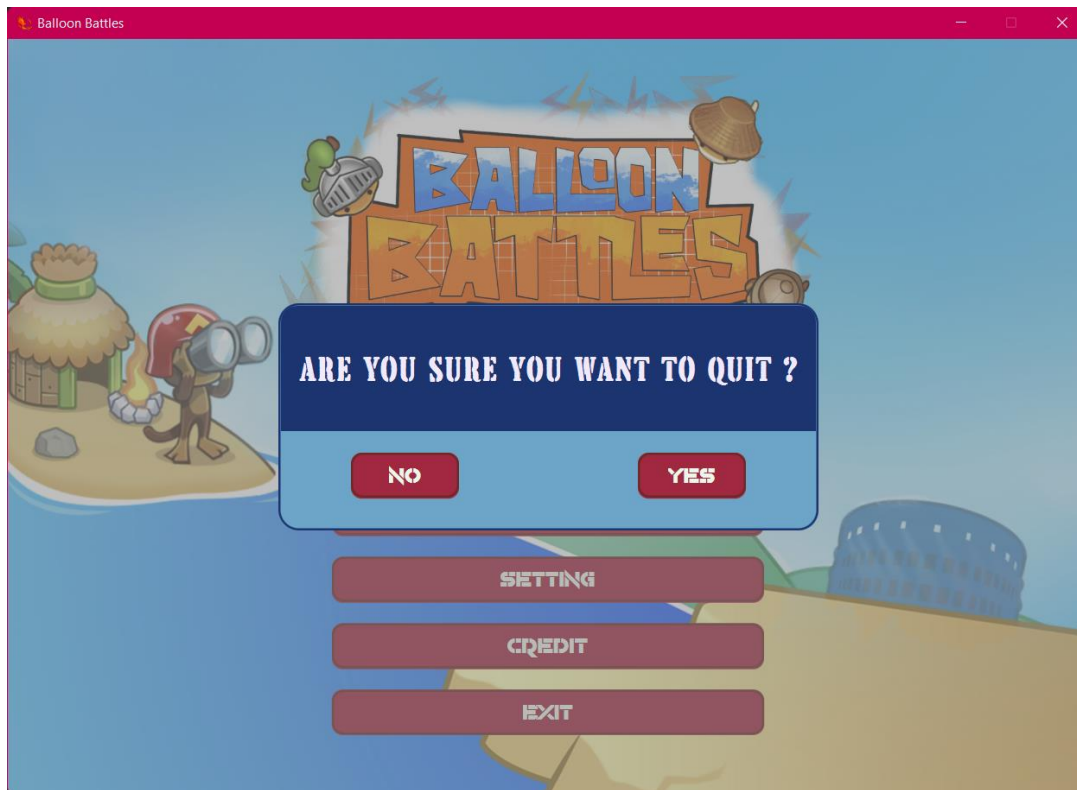 Balloon Battles
BALLOON
BATTLES
ARE YOU SURE YOU WANT TO QUIT ?
NO
YES
SETTING
CREDIT
EXIT